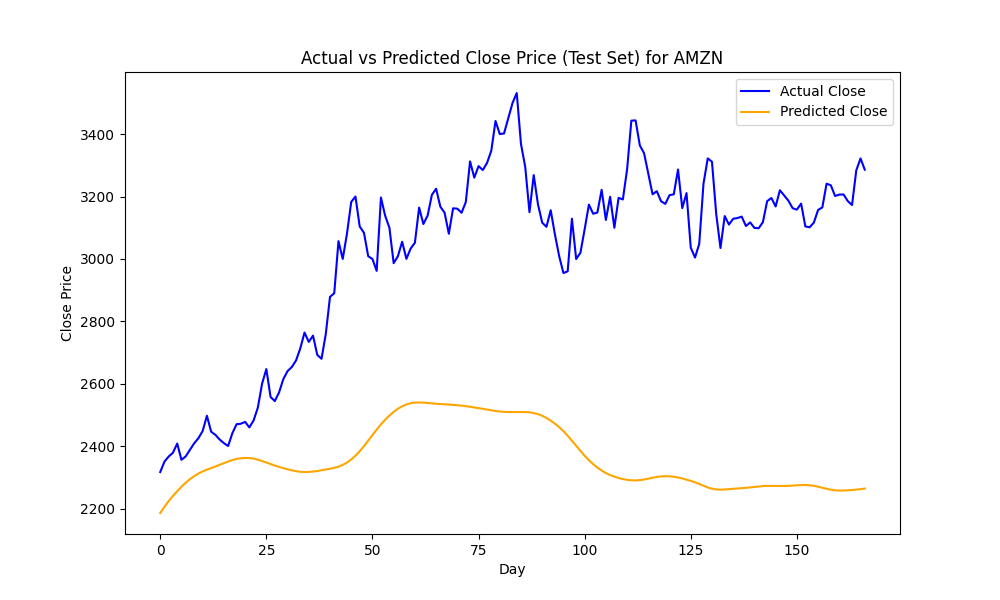 Actual vs Predicted Close Price (Test Set) for AMZN
Actual Close
Predicted Close
Close Price
3400
3200
3000
2800
2600
2400
2200
0 25 50 75 100 125 150
Day